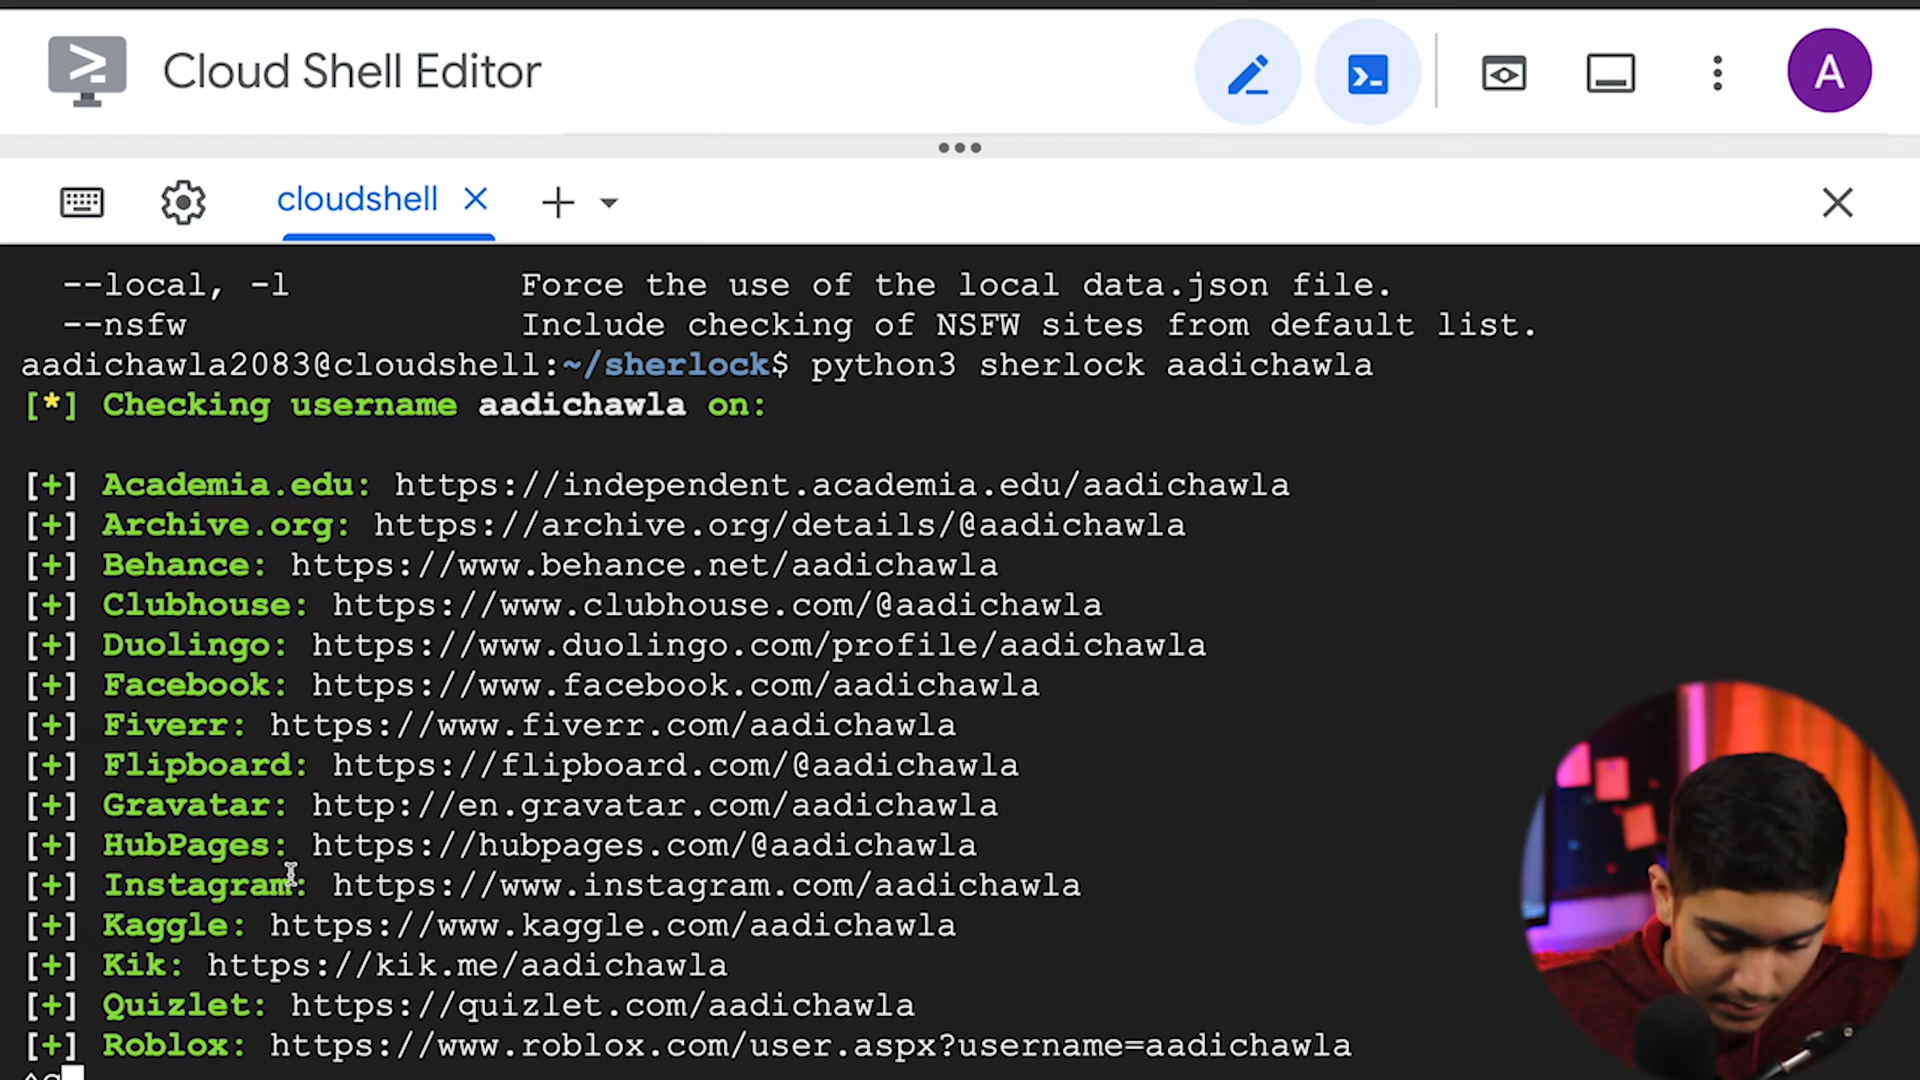 Cloud Shell Editor
A
cloudshell
--local, -l Force the use of the local data.json file.
--nsfw Include checking of NSFW sites from default list.
aadichawla2083@cloudshell:~/sherlock$ python3 sherlock aadichawla
[*] Checking username aadichawla on:
[+] Academia.edu: https://independent.academia.edu/aadichawla
[+] Archive.org: https://archive.org/details/@aadichawla
[+] Behance: https://www.behance.net/aadichawla
[+] Clubhouse: https://www.clubhouse.com/@aadichawla
[+] Duolingo: https://www.duolingo.com/profile/aadichawla
[+] Facebook: https://www.facebook.com/aadichawla
[+] Fiverr: https://www.fiverr.com/aadichawla
[+] Flipboard: https://flipboard.com/@aadichawla
[+] Gravatar: http://en.gravatar.com/aadichawla
[+] HubPages: https://hubpages.com/@aadichawla
[+] Instagram: https://www.instagram.com/aadichawla
[+] Kaggle: https://www.kaggle.com/aadichawla
[+] Kik: https://kik.me/aadichawla
[+] Quizlet: https://quizlet.com/aadichawla
[+] Roblox: https://www.roblox.com/user.aspx?username=aadichawla